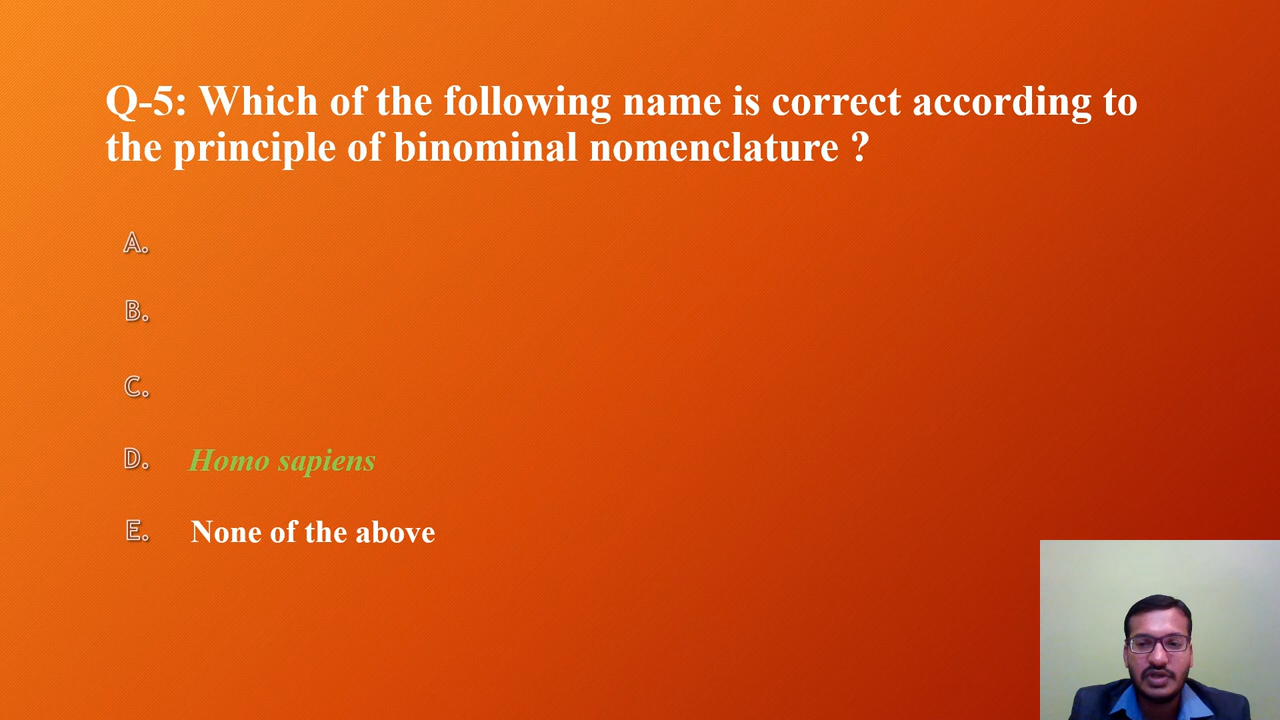 Q-5: Which of the following name is correct according to
the principle of binominal nomenclature ?
A.
B.
C.
D. Homo sapiens
E. None of the above